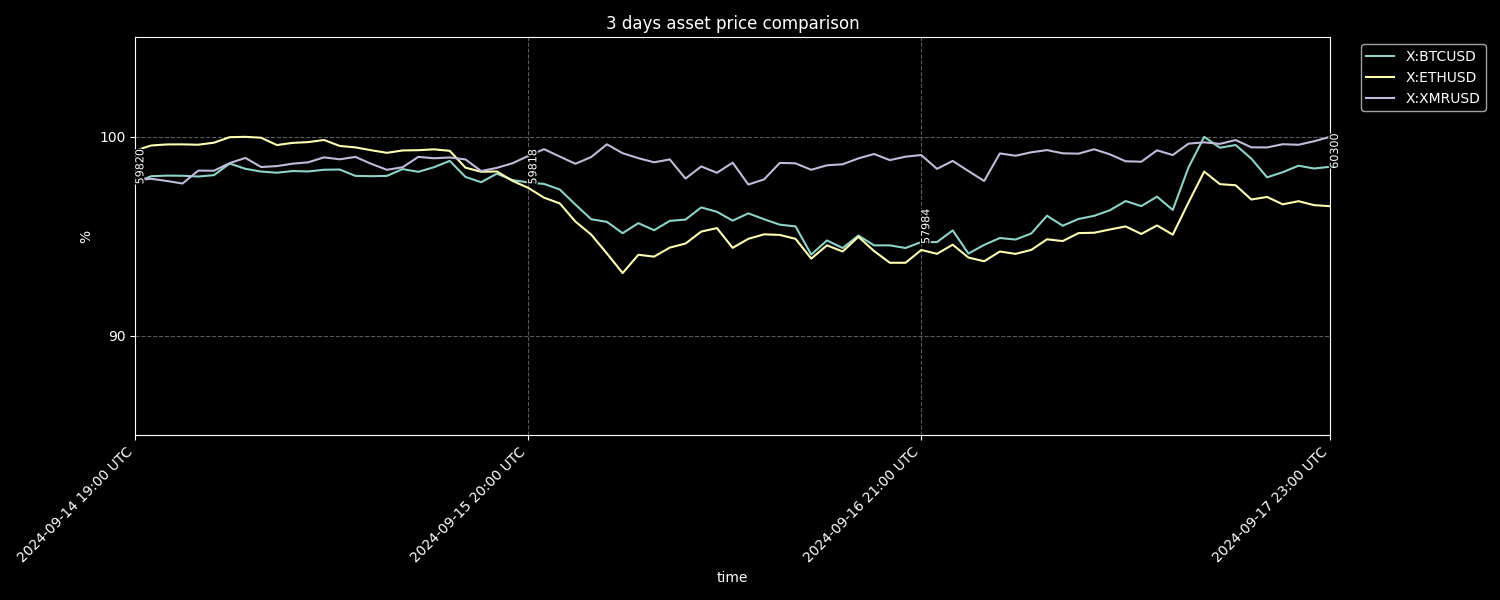 3 days asset price comparison
X:BTCUSD
X:ETHUSD
X:XMRUSD
100
90
%
59820
59818
57984
60300
2024-09-14 19:00 UTC
2024-09-15 20:00 UTC
2024-09-16 21:00 UTC
2024-09-17 23:00 UTC
time